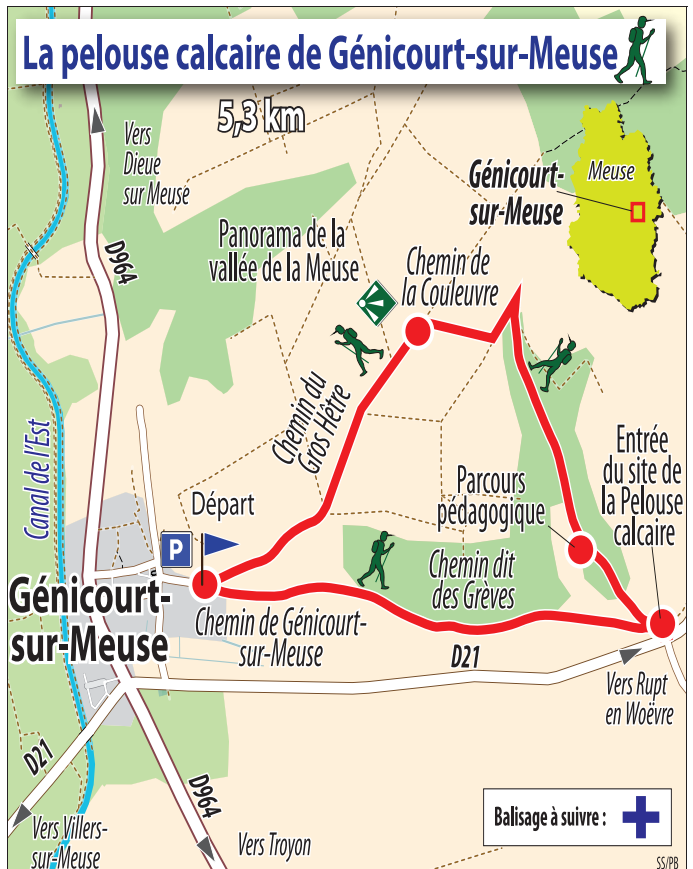 La pelouse calcaire de Génicourt-sur-Meuse
5,3 km
Vers
Dieue
sur Meuse
D964
Génicourt-
sur-Meuse
Meuse
Panorama de la
vallée de la Meuse
Chemin de
la Couleuvre
Chemin du
Gros Hêtre
Canal de l'Est
Entrée
du site de
la Pelouse
calcaire
Parcours
pédagogique
Départ
P
Chemin dit
des Grèves
Génicourt-
sur-Meuse
Chemin de Génicourt-
sur-Meuse
D21
Vers Rupt
en Woëvre
D21
D964
Vers Villers-
sur-Meuse
Vers Troyon
Balisage à suivre :
SS/PB